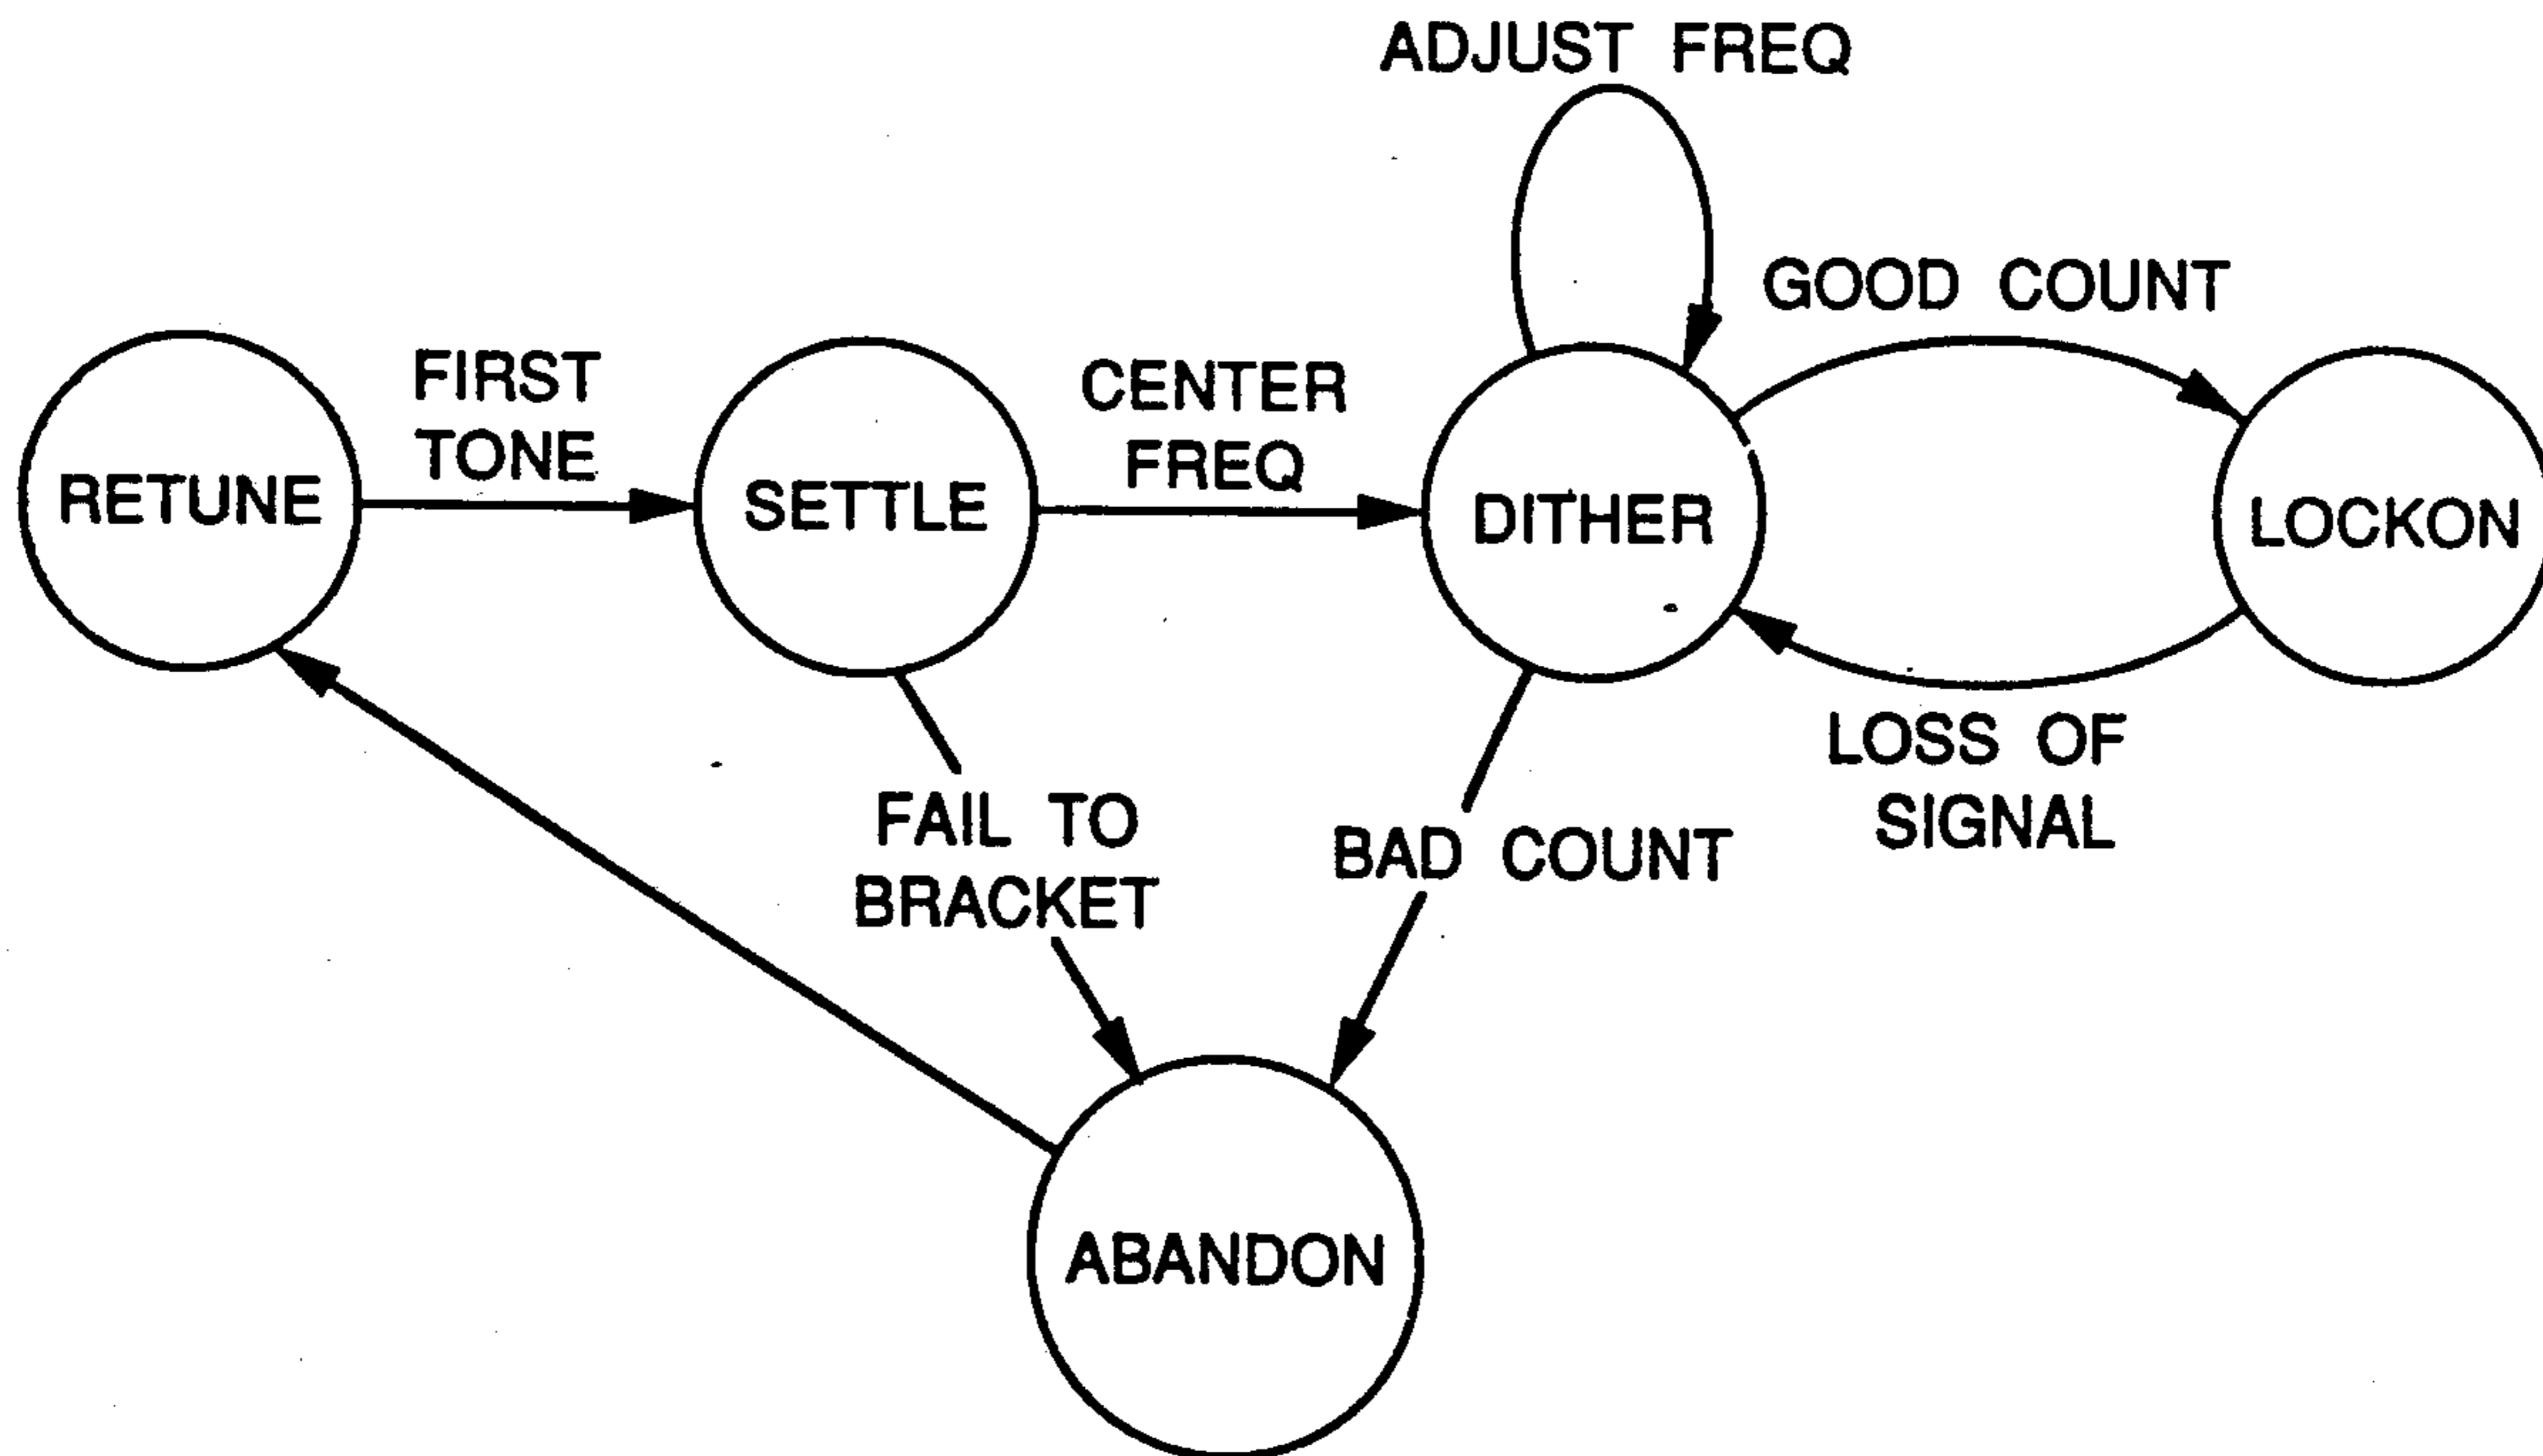 ADJUST FREQ
GOOD COUNT
FIRST
TONE
CENTER
FREQ
RETUNE
SETTLE
DITHER
LOCKON
LOSS OF
SIGNAL
FAIL TO
BRACKET
BAD COUNT
ABANDON